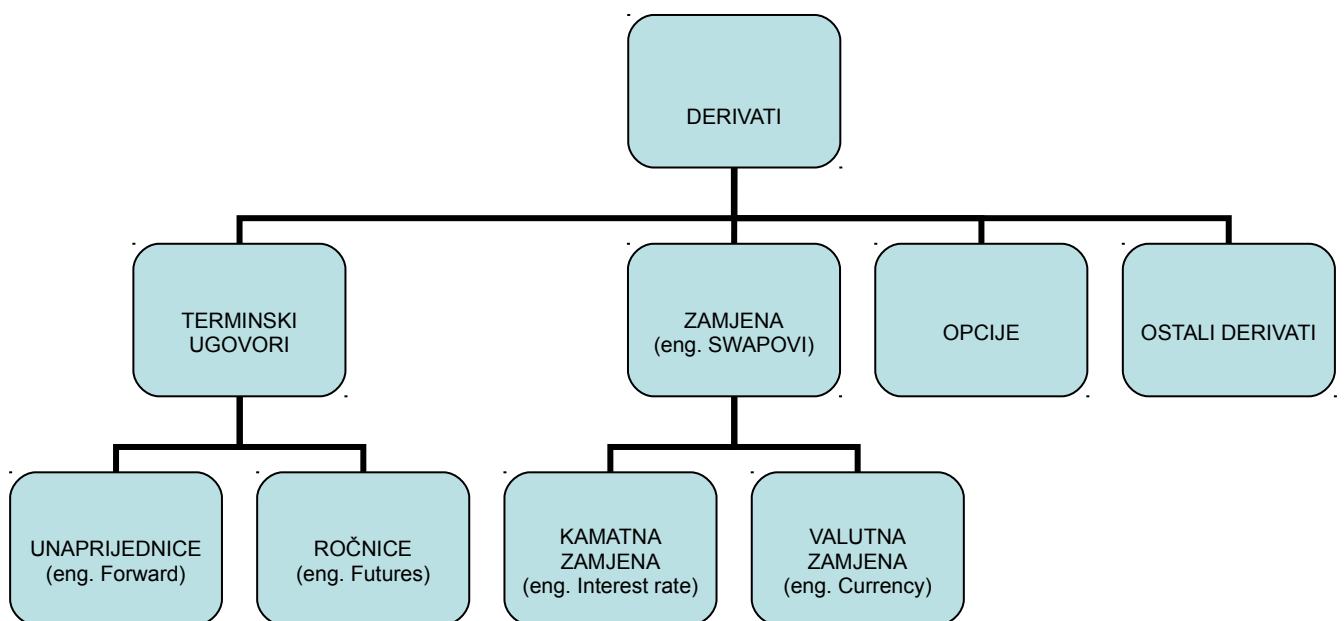 DERIVATI
TERMINSKI
UGOVORI
ZAMJENA
(eng. SWAPOVI)
OPCIJE
OSTALI DERIVATI
UNAPRIJEDNICE
(eng. Forward)
ROČNICE
(eng. Futures)
KAMATNA
ZAMJENA
(eng. Interest rate)
VALUTNA
ZAMJENA
(eng. Currency)